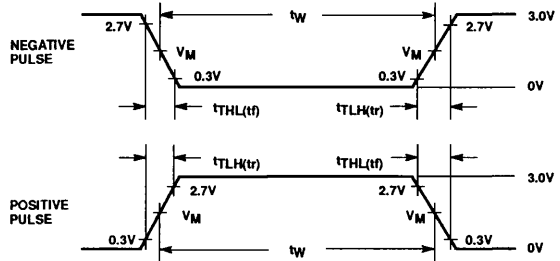 tW
3.0V
2.7V
NEGATIVE
PULSE
VM
VM
0.3V
0.3V
0V
tTHL(tf)
tTLH(tr)
tTLH(tr)
tTHL(tf)
3.0V
2.7V
2.7V
POSITIVE
PULSE
VM
VM
0.3V
0.3V
tW
0V
2.7V